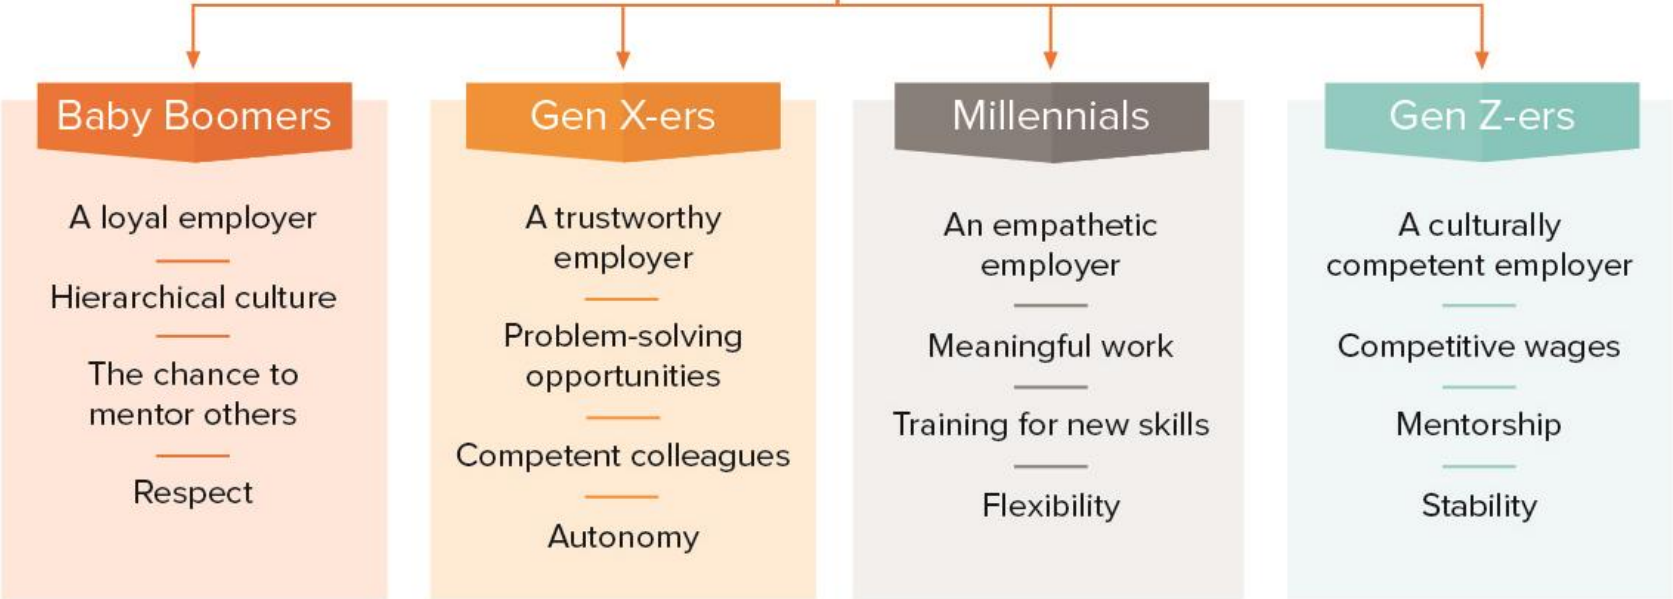 Baby Boomers
A loyal employer
Hierarchical culture
The chance to
mentor others
Respect
Gen X-ers
A trustworthy
employer
Problem-solving
opportunities
Competent colleagues
Autonomy
Millennials
An empathetic
employer
Meaningful work
Training for new skills
Flexibility
Gen Z-ers
A culturally
competent employer
Competitive wages
Mentorship
Stability